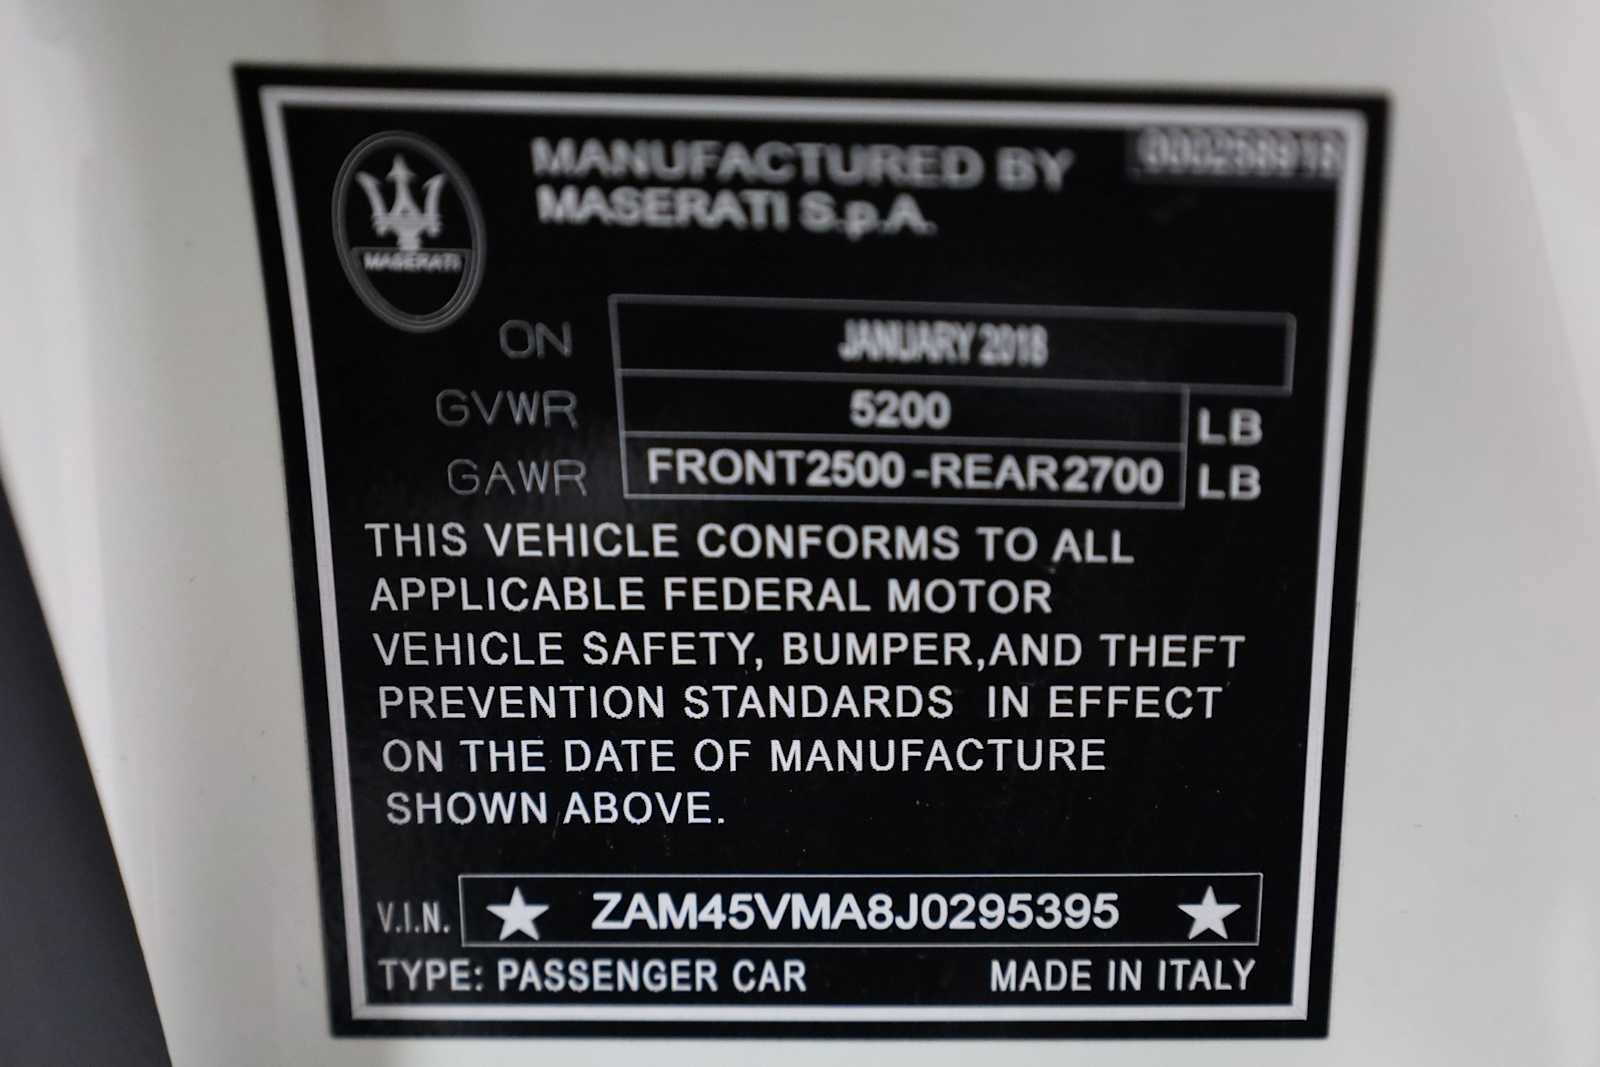 MANUFACTURED BY
MASERATI S.p.A.
MASERATI
ON JANUARY 2018
GVWR 5200 LB
GAWR FRONT2500-REAR2700 LB
THIS VEHICLE CONFORMS TO ALL
APPLICABLE FEDERAL MOTOR
VEHICLE SAFETY, BUMPER,AND THEFT
PREVENTION STANDARDS IN EFFECT
ON THE DATE OF MANUFACTURE
SHOWN ABOVE.
V.I.N. ★ ZAM45VMA8J0295395 ★
TYPE: PASSENGER CAR MADE IN ITALY